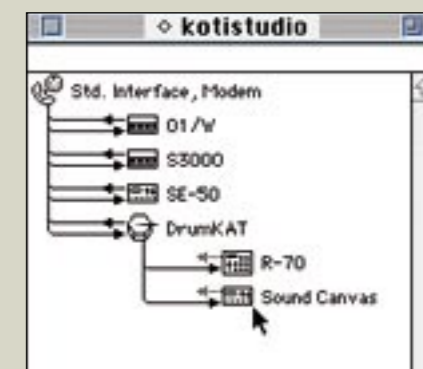 kotistudio
Std. Interface, Modem
01/W
S3000
SE-50
DrumKAT
R-70
Sound Canvas